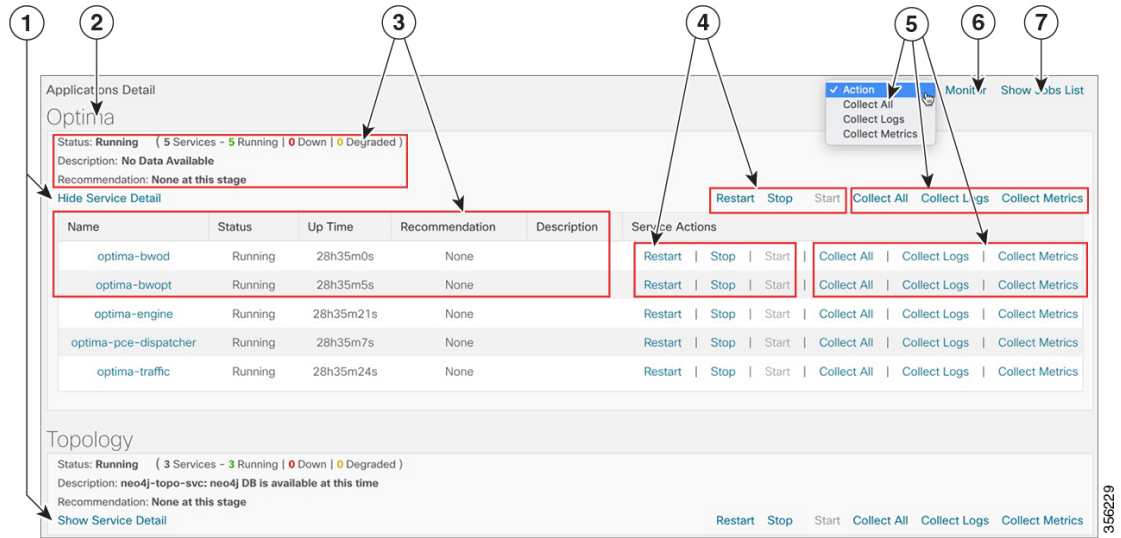 1 2 3 4 5 6 7
Applications Detail ✓ Action Monitor Show Jobs List
Collect All
Collect Logs
Collect Metrics
Optima
Status: Running ( 5 Services - 5 Running | 0 Down | 0 Degraded )
Description: No Data Available
Recommendation: None at this stage
Hide Service Detail Restart Stop Start Collect All Collect Logs Collect Metrics
Name Status Up Time Recommendation Description Service Actions
optima-bwod Running 28h35m0s None Restart | Stop | Start | Collect All | Collect Logs | Collect Metrics
optima-bwopt Running 28h35m5s None Restart | Stop | Start | Collect All | Collect Logs | Collect Metrics
optima-engine Running 28h35m21s None Restart | Stop | Start | Collect All | Collect Logs | Collect Metrics
optima-pce-dispatcher Running 28h35m7s None Restart | Stop | Start | Collect All | Collect Logs | Collect Metrics
optima-traffic Running 28h35m24s None Restart | Stop | Start | Collect All | Collect Logs | Collect Metrics
Topology
Status: Running ( 3 Services - 3 Running | 0 Down | 0 Degraded )
Description: neo4j-topo-svc: neo4j DB is available at this time
Recommendation: None at this stage
Show Service Detail Restart Stop Start Collect All Collect Logs Collect Metrics
356229